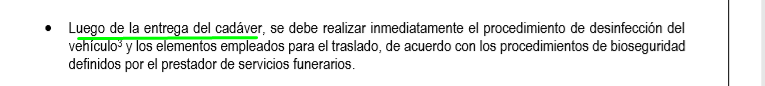 • Luego de la entrega del cadáver, se debe realizar inmediatamente el procedimiento de desinfección del
vehículo³ y los elementos empleados para el traslado, de acuerdo con los procedimientos de bioseguridad
definidos por el prestador de servicios funerarios.